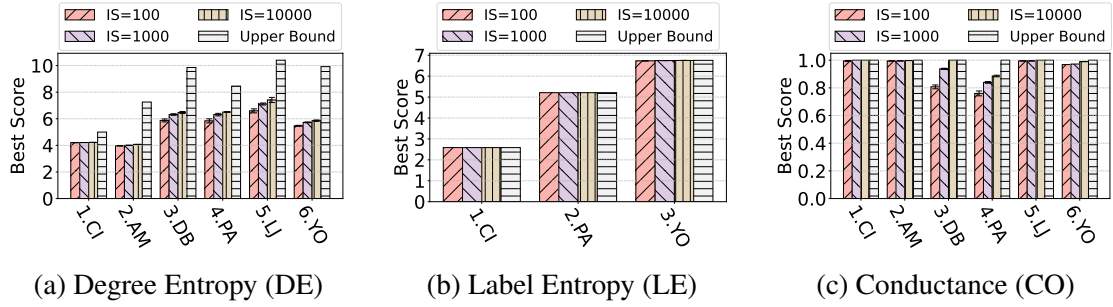 IS=100
IS=10000
IS=1000
Upper Bound
Best Score
10
8
6
4
2
0
1.CI
2.AM
3.DB
4.PA
5.LJ
6.YO
(a) Degree Entropy (DE)
IS=100
IS=10000
IS=1000
Upper Bound
Best Score
7
6
5
4
3
2
1
0
1.CI
2.PA
3.YO
(b) Label Entropy (LE)
IS=100
IS=10000
IS=1000
Upper Bound
Best Score
1.0
0.8
0.6
0.4
0.2
0.0
1.CI
2.AM
3.DB
4.PA
5.LJ
6.YO
(c) Conductance (CO)